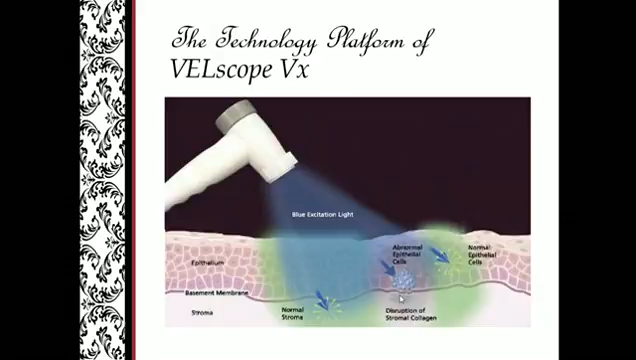 The Technology Platform of
VELscope Vx
Blue Excitation Light
Abnormal
Epithelial
Cells
Normal
Epithelial
Cells
Epithelium
Basement Membrane
Stroma
Normal
Stroma
Disruption of
Stromal Collagen